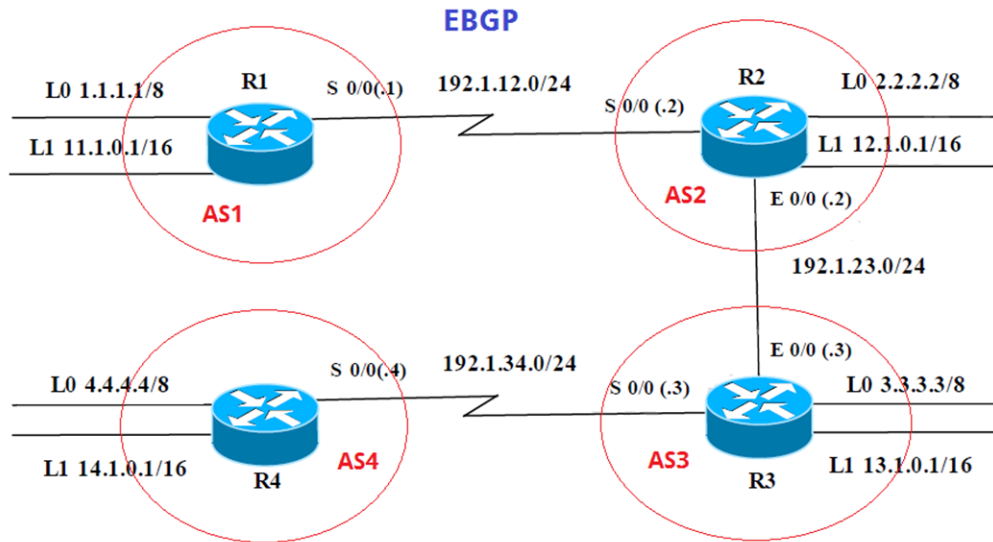 EBGP
R1
L0 1.1.1.1/8
S 0/0(.1)
192.1.12.0/24
L1 11.1.0.1/16
AS1
R2
L0 2.2.2.2/8
S 0/0 (.2)
L1 12.1.0.1/16
AS2
E 0/0 (.2)
192.1.23.0/24
192.1.34.0/24
E 0/0 (.3)
L0 4.4.4.4/8
S 0/0(.4)
L1 14.1.0.1/16
R4
AS4
S 0/0 (.3)
L0 3.3.3.3/8
AS3
R3
L1 13.1.0.1/16